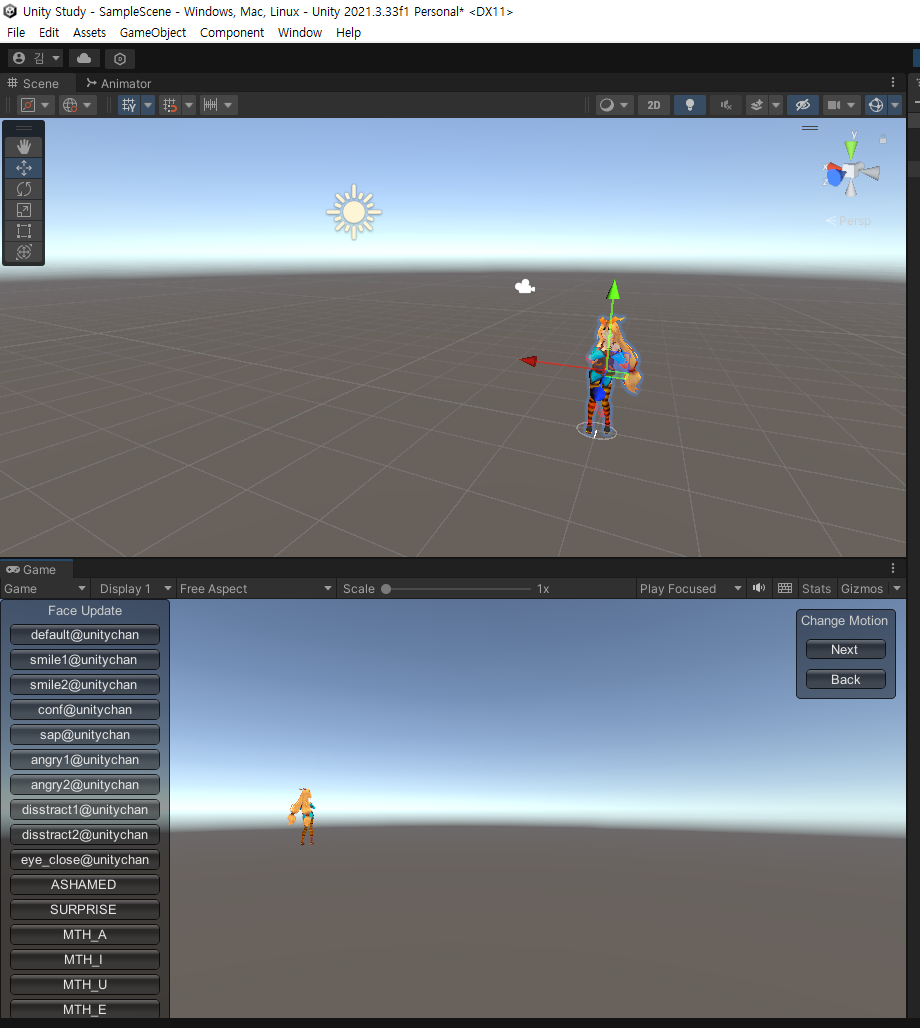 Unity Study - SampleScene - Windows, Mac, Linux - Unity 2021.3.33f1 Personal* <DX11>
File Edit Assets GameObject Component Window Help
김
Scene Animator
2D
y
x
z
Persp
Game
Game Display 1 Free Aspect Scale 1x Play Focused Stats Gizmos
Face Update
default@unitychan
smile1@unitychan
smile2@unitychan
conf@unitychan
sap@unitychan
angry1@unitychan
angry2@unitychan
disstract1@unitychan
disstract2@unitychan
eye_close@unitychan
ASHAMED
SURPRISE
MTH_A
MTH_I
MTH_U
MTH_E
Change Motion
Next
Back